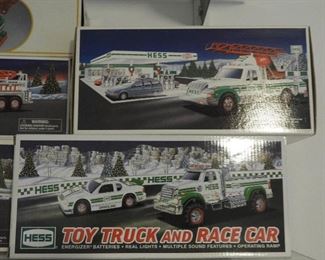 HESS
HESS
HESS
HESS
HESS
TOY TRUCK AND RACE CAR
ENERGIZER® BATTERIES • REAL LIGHTS • MULTIPLE SOUND FEATURES • OPERATING RAMP